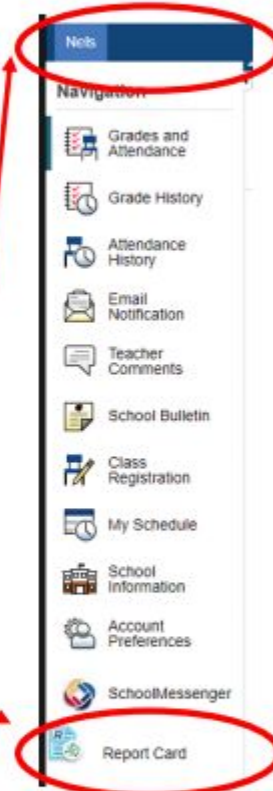 Nels
Navigation
Grades and
Attendance
Grade History
Attendance
History
Email
Notification
Teacher
Comments
School Bulletin
Class
Registration
My Schedule
School
Information
Account
Preferences
SchoolMessenger
Report Card